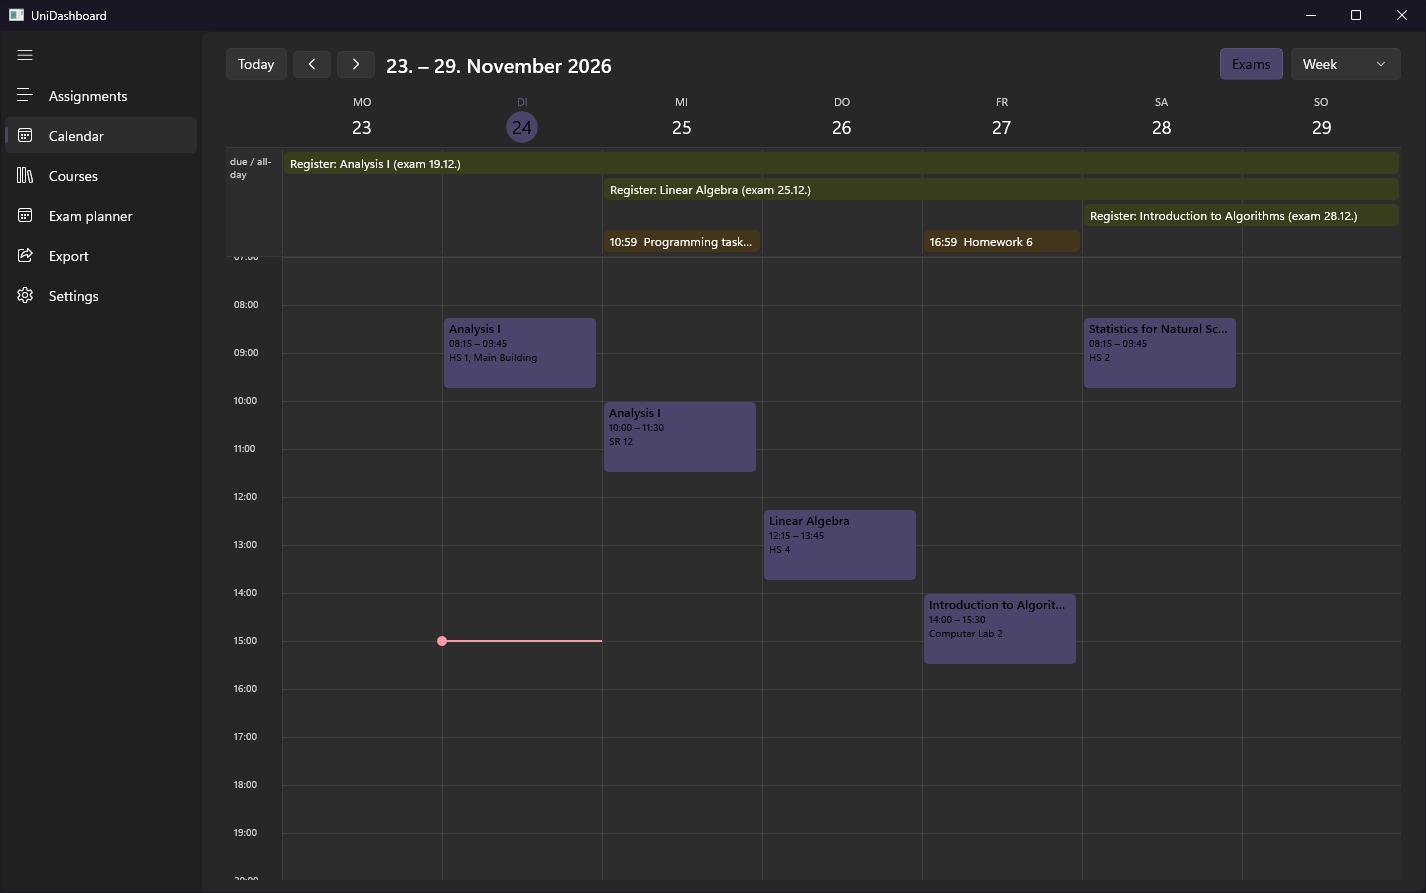 UniDashboard
Assignments
Calendar
Courses
Exam planner
Export
Settings
Today
23. – 29. November 2026
Exams
Week
MO
23
DI
24
MI
25
DO
26
FR
27
SA
28
SO
29
due / all-
day
Register: Analysis I (exam 19.12.)
Register: Linear Algebra (exam 25.12.)
Register: Introduction to Algorithms (exam 28.12.)
10:59 Programming task...
16:59 Homework 6
07:00
08:00
09:00
10:00
11:00
12:00
13:00
14:00
15:00
16:00
17:00
18:00
19:00
20:00
Analysis I
08:15 – 09:45
HS 1, Main Building
Analysis I
10:00 – 11:30
SR 12
Linear Algebra
12:15 – 13:45
HS 4
Introduction to Algorit...
14:00 – 15:30
Computer Lab 2
Statistics for Natural Sc...
08:15 – 09:45
HS 2